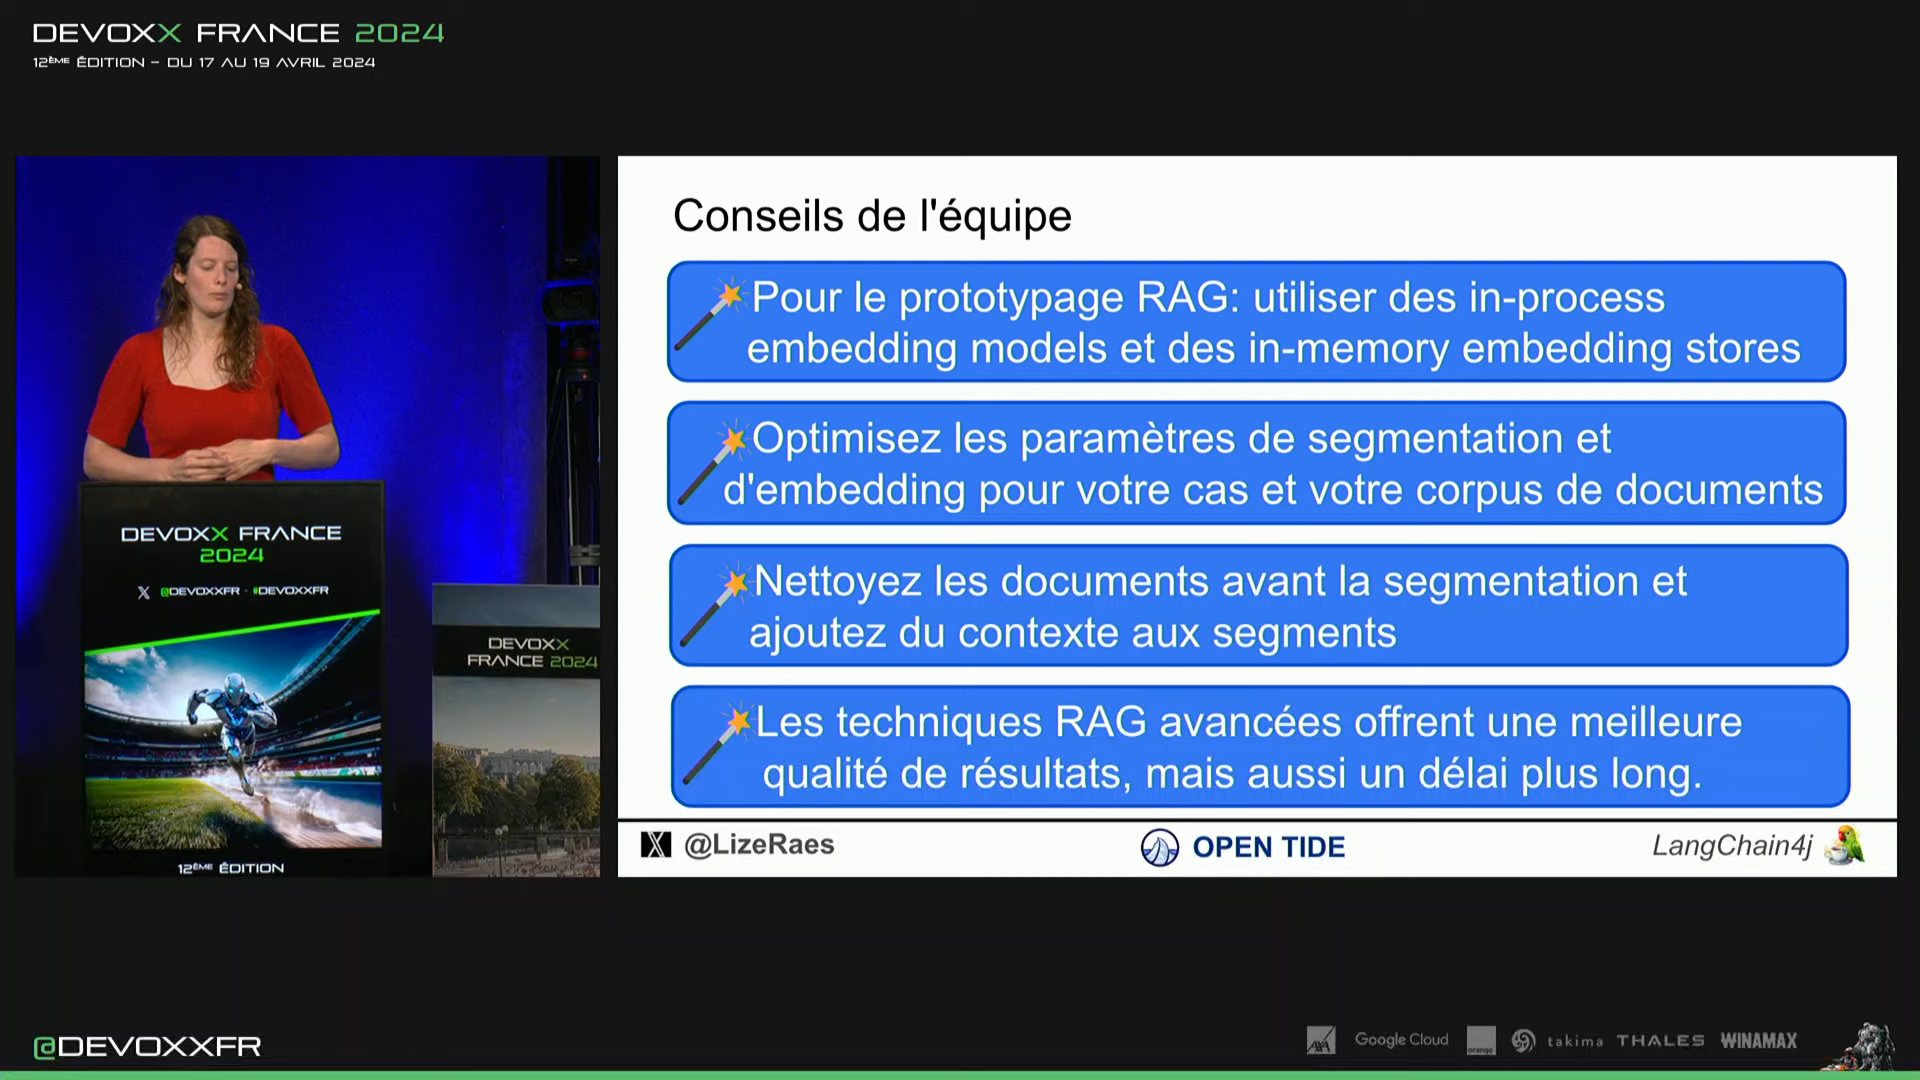 DEVOXX FRANCE 2024
12ÈME ÉDITION – DU 17 AU 19 AVRIL 2024
DEVOXX FRANCE
2024
X @DEVOXXFR - #DEVOXXFR
12ÈME ÉDITION
DEVOXX
FRANCE 2024
Conseils de l'équipe
Pour le prototypage RAG: utiliser des in-process
embedding models et des in-memory embedding stores
Optimisez les paramètres de segmentation et
d'embedding pour votre cas et votre corpus de documents
Nettoyez les documents avant la segmentation et
ajoutez du contexte aux segments
Les techniques RAG avancées offrent une meilleure
qualité de résultats, mais aussi un délai plus long.
X @LizeRaes
OPEN TIDE
LangChain4j
@DEVOXXFR
AXA
Google Cloud
orange
takima
THALES
WINAMAX